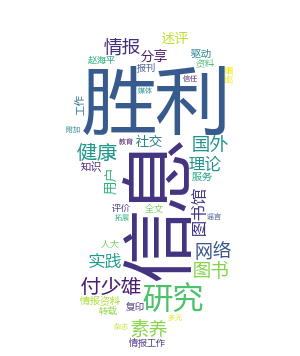 述评
情报
分享
驱动
赵海平
报刊
资料
胜利
信任
媒体
工作
附加
教育
社交
国外
健康
信息
理论
知识
用户
服务
图书馆
评价
全文
拓展
谣言
人大
网络
实践
图书
付少雄
研究
情报资料
复印
转载
多元
素养
杂志
情报工作